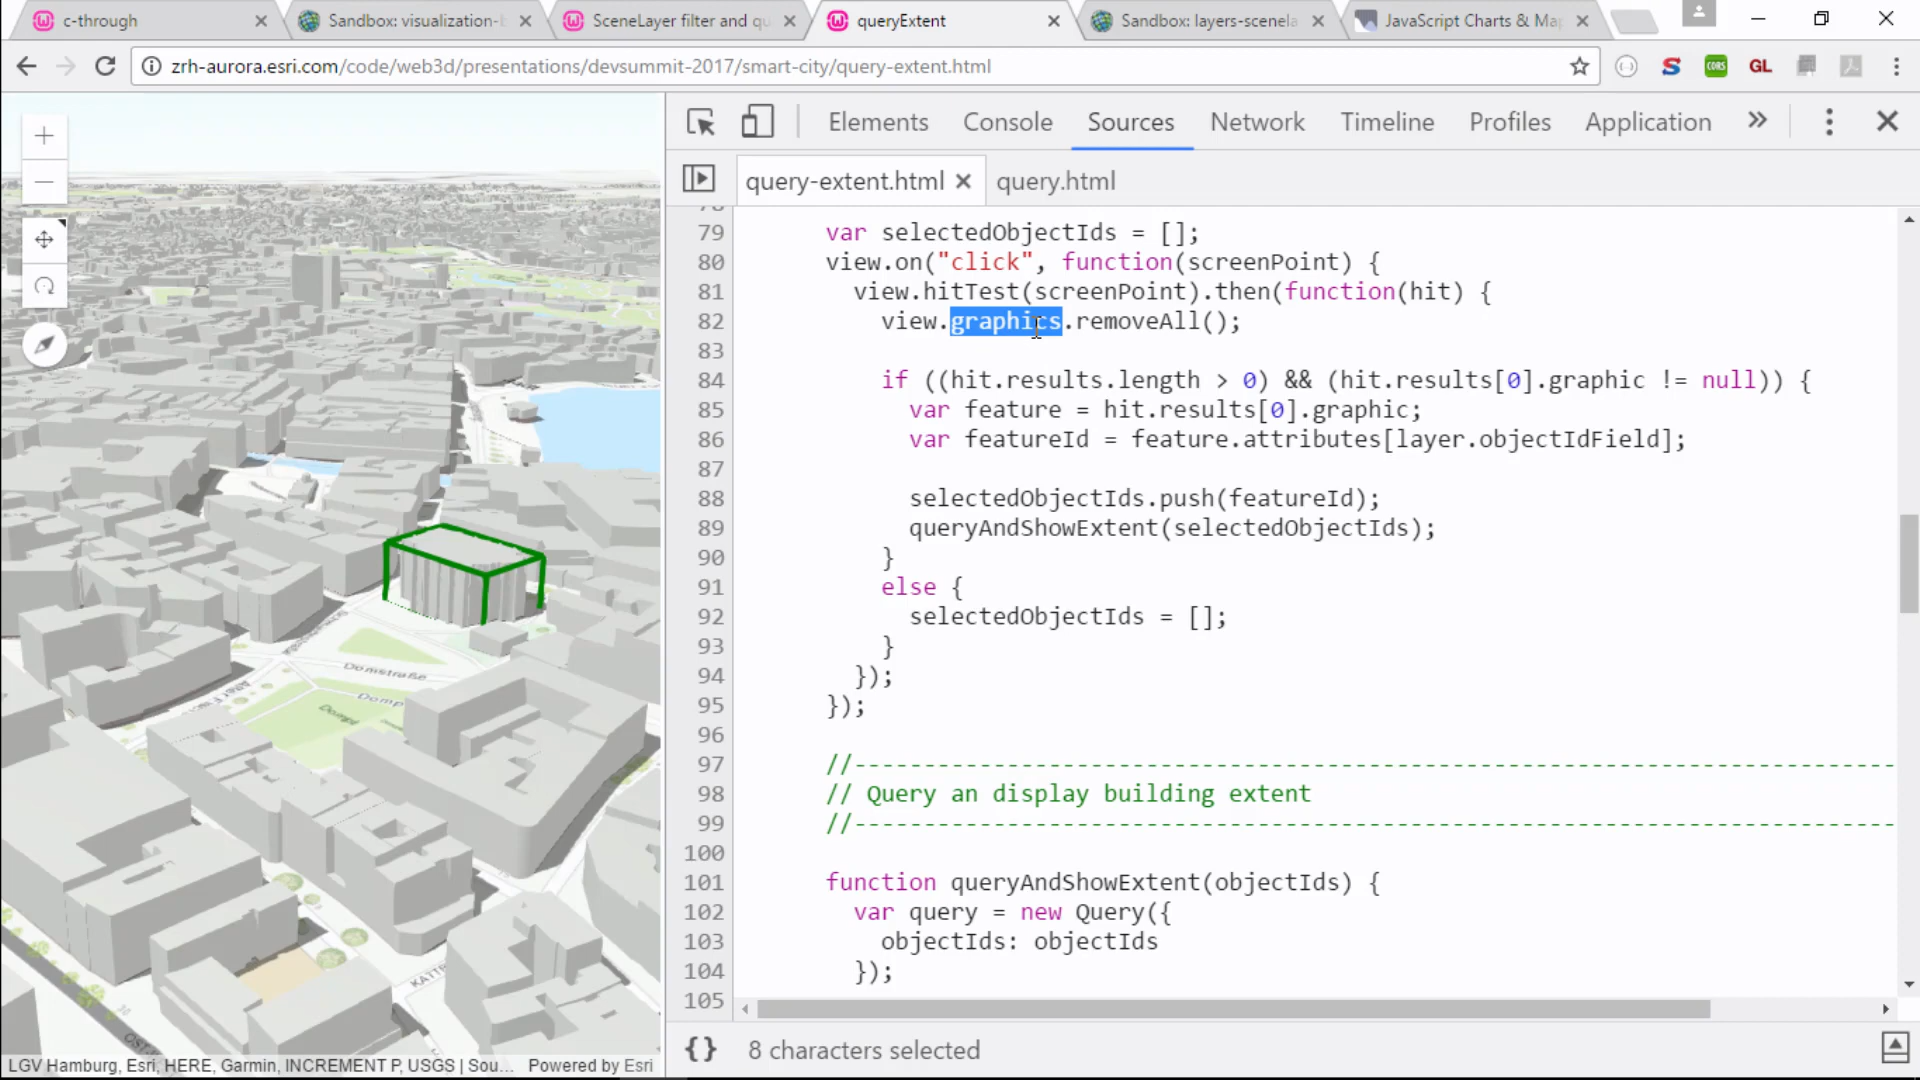 c-through
Sandbox: visualization-b
SceneLayer filter and qu
queryExtent
Sandbox: layers-scenela
JavaScript Charts & Map
zrh-aurora.esri.com/code/web3d/presentations/devsummit-2017/smart-city/query-extent.html
CORS
GL
Elements Console Sources Network Timeline Profiles Application »
query-extent.html query.html
79 var selectedObjectIds = [];
80 view.on("click", function(screenPoint) {
81 view.hitTest(screenPoint).then(function(hit) {
82 view.graphics.removeAll();
83
84 if ((hit.results.length > 0) && (hit.results[0].graphic != null)) {
85 var feature = hit.results[0].graphic;
86 var featureId = feature.attributes[layer.objectIdField];
87
88 selectedObjectIds.push(featureId);
89 queryAndShowExtent(selectedObjectIds);
90 }
91 else {
92 selectedObjectIds = [];
93 }
94 });
95 });
96
97 //---------------------------------------------------------------------------
98 // Query an display building extent
99 //---------------------------------------------------------------------------
100
101 function queryAndShowExtent(objectIds) {
102 var query = new Query({
103 objectIds: objectIds
104 });
105
{} 8 characters selected
Domstraße
LGV Hamburg, Esri, HERE, Garmin, INCREMENT P, USGS | Sou... Powered by Esri